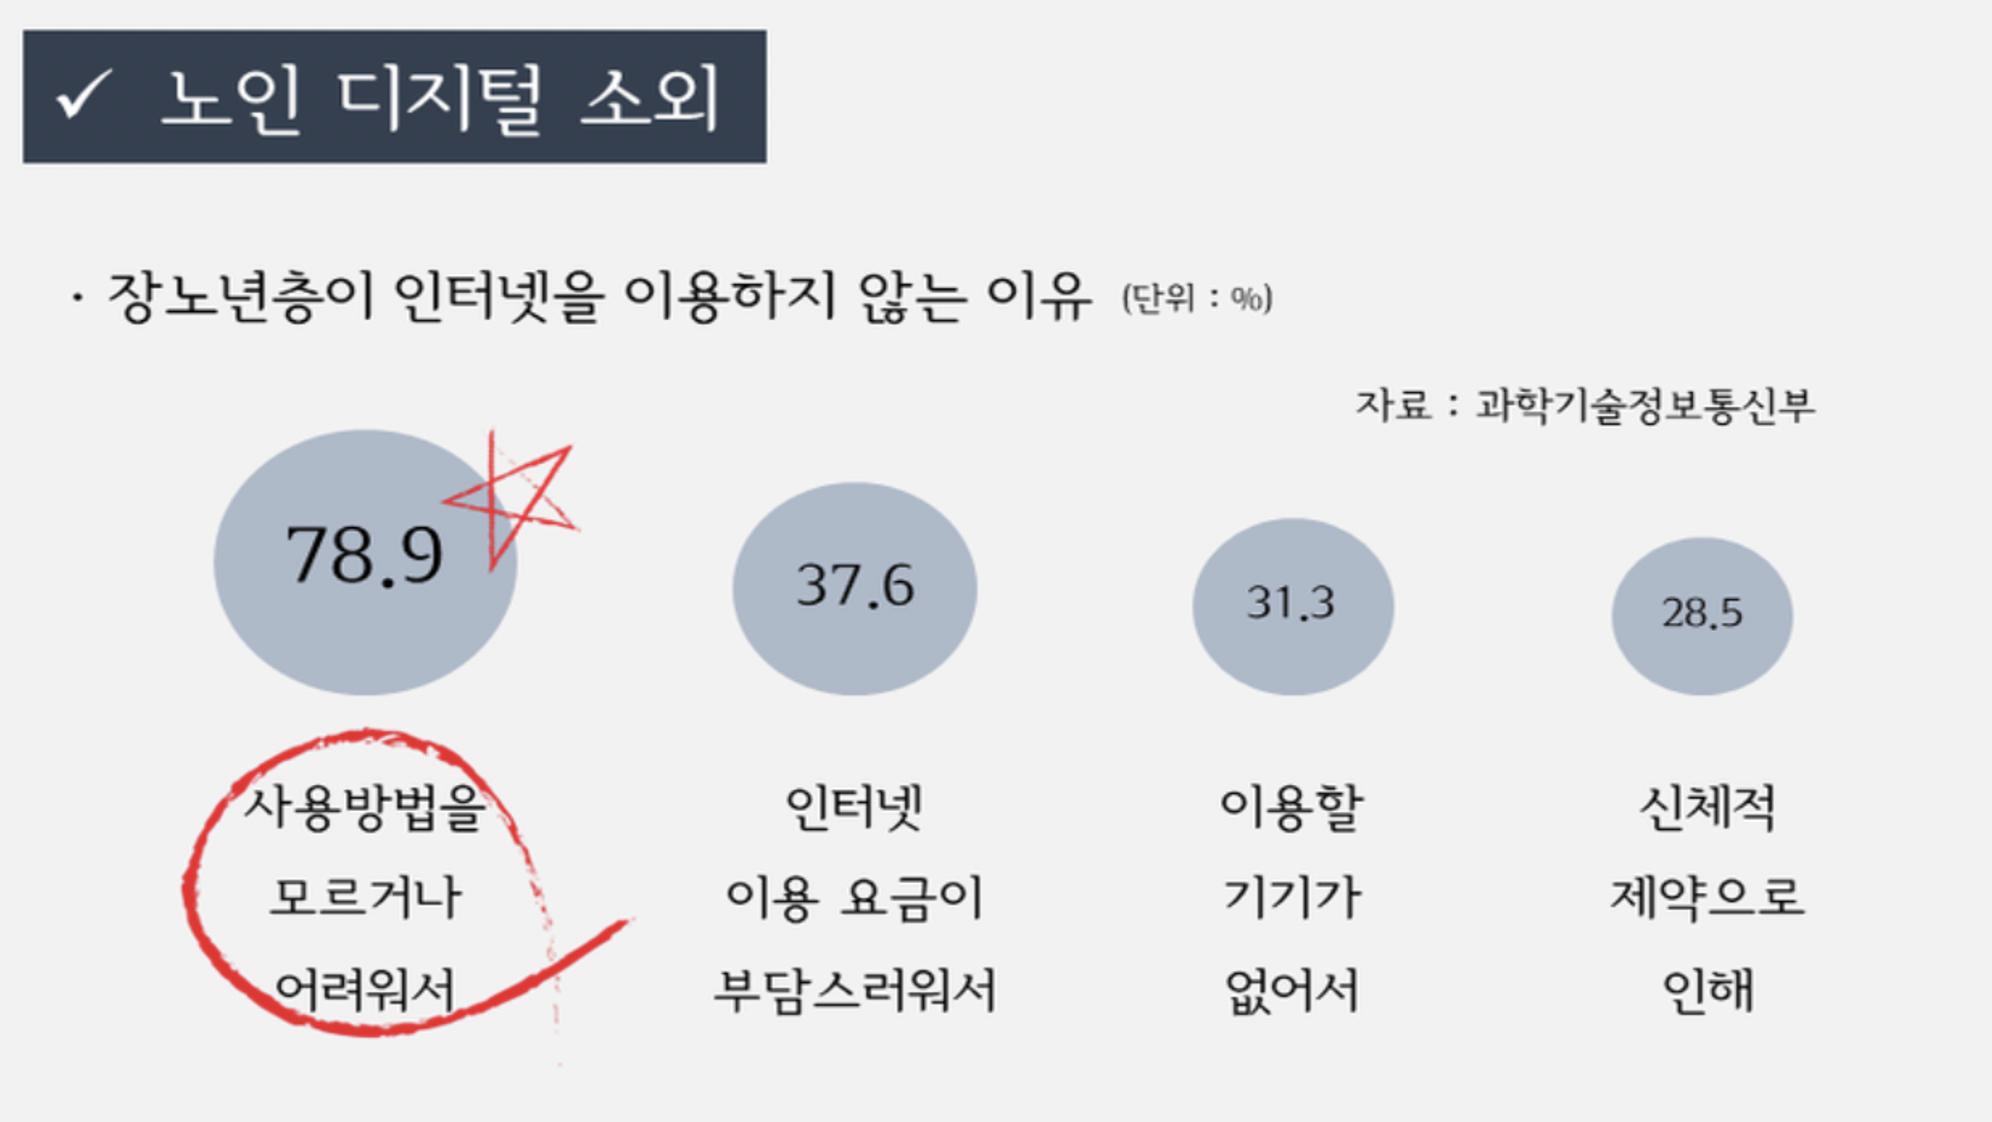 ✓ 노인 디지털 소외
· 장노년층이 인터넷을 이용하지 않는 이유 (단위 : %)
자료 : 과학기술정보통신부
78.9
37.6
31.3
28.5
사용방법을
모르거나
어려워서
인터넷
이용 요금이
부담스러워서
이용할
기기가
없어서
신체적
제약으로
인해